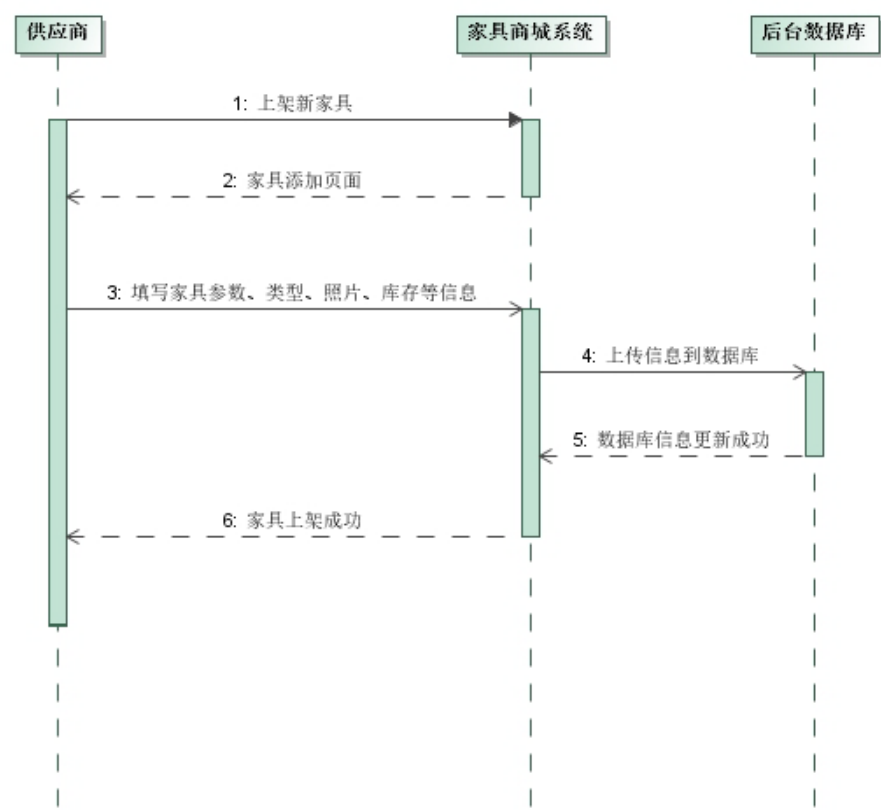 供应商
家具商城系统
后台数据库
1: 上架新家具
2: 家具添加页面
3: 填写家具参数、类型、照片、库存等信息
4: 上传信息到数据库
5: 数据库信息更新成功
6: 家具上架成功